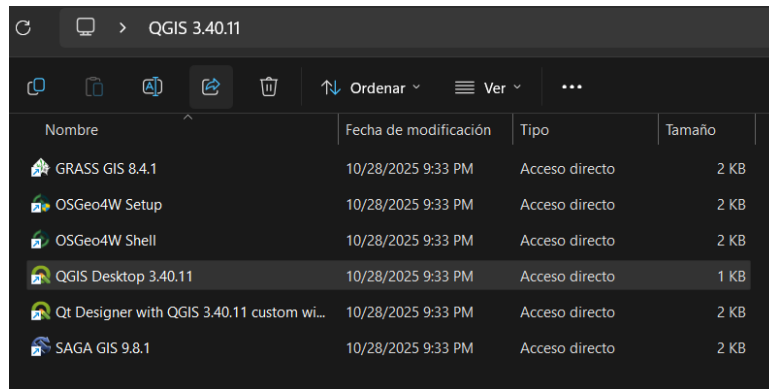 QGIS 3.40.11
Ordenar Ver
Nombre Fecha de modificación Tipo Tamaño
GRASS GIS 8.4.1 10/28/2025 9:33 PM Acceso directo 2 KB
OSGeo4W Setup 10/28/2025 9:33 PM Acceso directo 2 KB
OSGeo4W Shell 10/28/2025 9:33 PM Acceso directo 2 KB
QGIS Desktop 3.40.11 10/28/2025 9:33 PM Acceso directo 1 KB
Qt Designer with QGIS 3.40.11 custom wi... 10/28/2025 9:33 PM Acceso directo 2 KB
SAGA GIS 9.8.1 10/28/2025 9:33 PM Acceso directo 2 KB